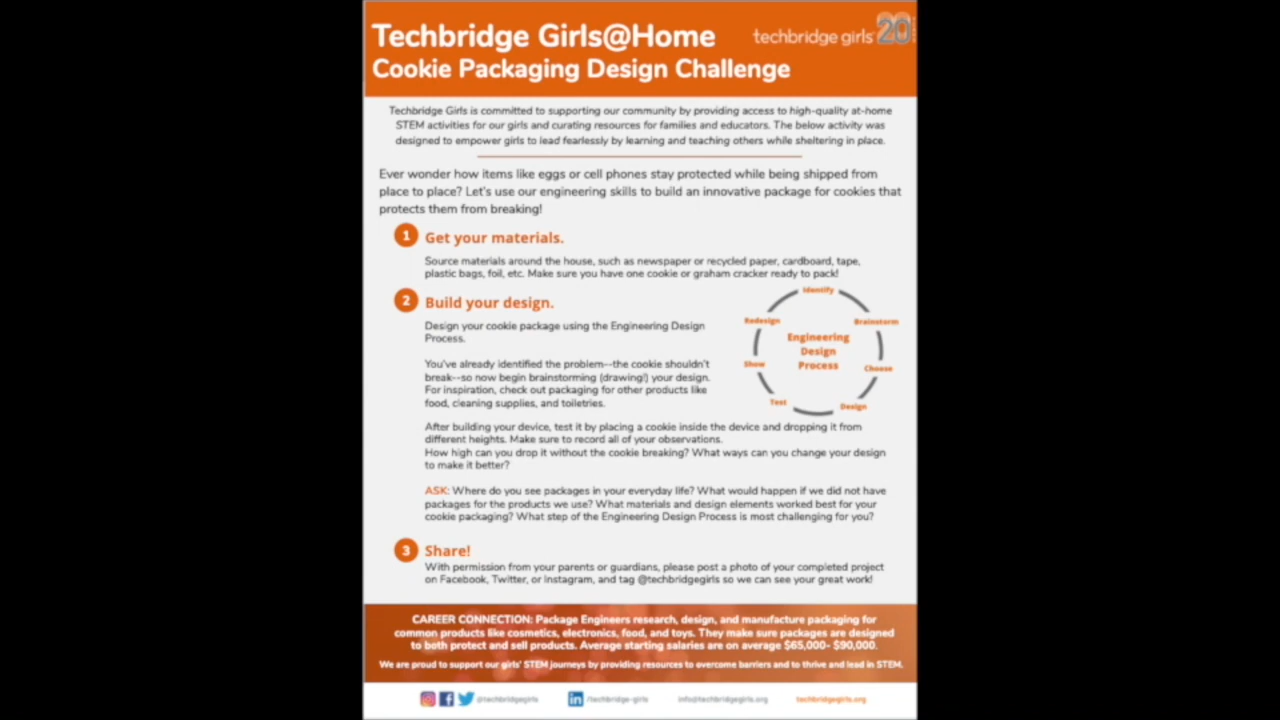 Techbridge Girls@Home
techbridge girls 20
Cookie Packaging Design Challenge
Techbridge Girls is committed to supporting our community by providing access to high-quality at-home
STEM activities for our girls and curating resources for families and educators. The below activity was
designed to empower girls to lead fearlessly by learning and teaching others while sheltering in place.
Ever wonder how items like eggs or cell phones stay protected while being shipped from
place to place? Let's use our engineering skills to build an innovative package for cookies that
protects them from breaking!
1 Get your materials.
Source materials around the house, such as newspaper or recycled paper, cardboard, tape,
plastic bags, foil, etc. Make sure you have one cookie or graham cracker ready to pack!
2 Build your design.
Design your cookie package using the Engineering Design
Process.
You've already identified the problem--the cookie shouldn't
break--so now begin brainstorming (drawing!) your design.
For inspiration, check out packaging for other products like
food, cleaning supplies, and toiletries.
Identify
Brainstorm
Choose
Design
Test
Show
Redesign
Engineering
Design
Process
After building your device, test it by placing a cookie inside the device and dropping it from
different heights. Make sure to record all of your observations.
How high can you drop it without the cookie breaking? What ways can you change your design
to make it better?
ASK: Where do you see packages in your everyday life? What would happen if we did not have
packages for the products we use? What materials and design elements worked best for your
cookie packaging? What step of the Engineering Design Process is most challenging for you?
3 Share!
With permission from your parents or guardians, please post a photo of your completed project
on Facebook, Twitter, or Instagram, and tag @techbridgegirls so we can see your great work!
CAREER CONNECTION: Package Engineers research, design, and manufacture packaging for
common products like cosmetics, electronics, food, and toys. They make sure packages are designed
to both protect and sell products. Average starting salaries are on average $65,000- $90,000.
We are proud to support our girls' STEM journeys by providing resources to overcome barriers and to thrive and lead in STEM.
@techbridgegirls in /techbridge-girls info@techbridgegirls.org techbridgegirls.org